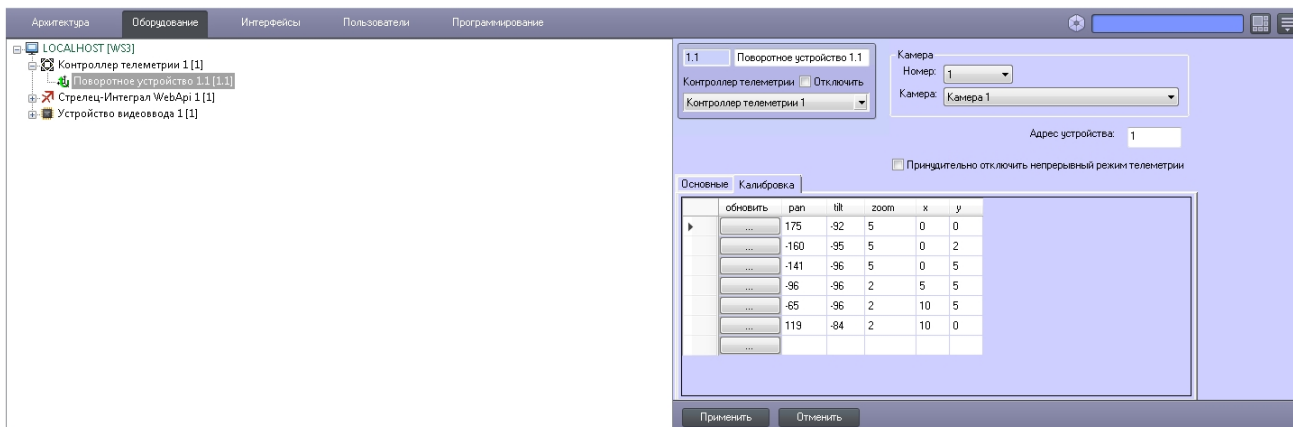 Архитектура Оборудование Интерфейсы Пользователи Программирование
LOCALHOST [WS3]
Контроллер телеметрии 1 [1]
Поворотное устройство 1.1 [1.1]
Стрелец-Интеграл WebApi 1 [1]
Устройство видеоввода 1 [1]
1.1 Поворотное устройство 1.1
Контроллер телеметрии Отключить
Контроллер телеметрии 1
Камера
Номер: 1
Камера: Камера 1
Адрес устройства: 1
Принудительно отключить непрерывный режим телеметрии
Основные Калибровка
обновить pan tilt zoom x y
... 175 -92 5 0 0
... -160 -95 5 0 2
... -141 -96 5 0 5
... -96 -96 2 5 5
... -65 -96 2 10 5
... 119 -84 2 10 0
...
Применить Отменить